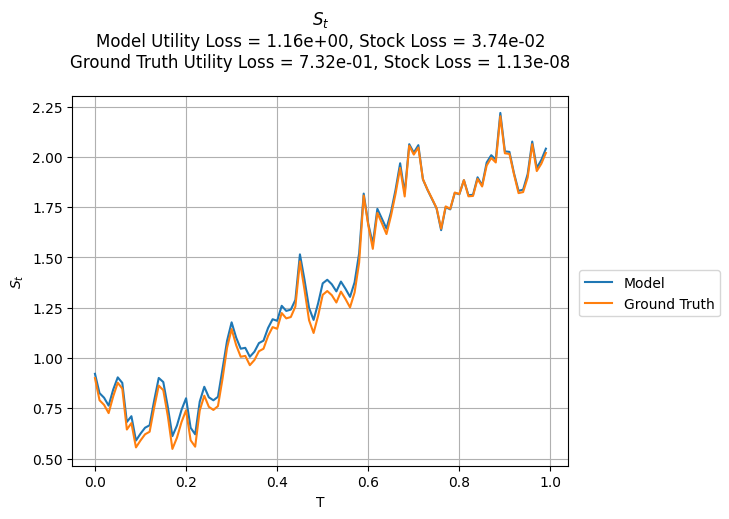 S_t
Model Utility Loss = 1.16e+00, Stock Loss = 3.74e-02
Ground Truth Utility Loss = 7.32e-01, Stock Loss = 1.13e-08
2.25
2.00
1.75
1.50
1.25
1.00
0.75
0.50
S_t
0.0 0.2 0.4 0.6 0.8 1.0
T
Model
Ground Truth